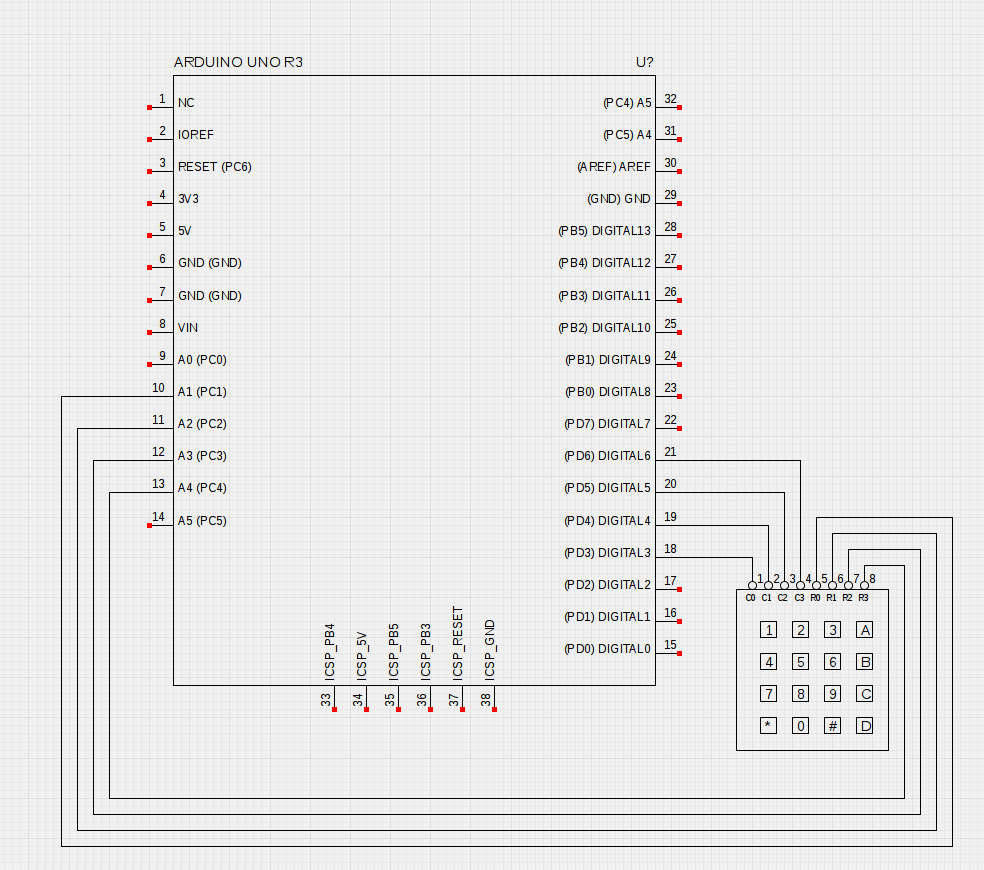 ARDUINO UNO R3 U?
1 NC (PC4) A5 32
2 IOREF (PC5) A4 31
3 RESET (PC6) (AREF) AREF 30
4 3V3 (GND) GND 29
5 5V (PB5) DIGITAL13 28
6 GND (GND) (PB4) DIGITAL12 27
7 GND (GND) (PB3) DIGITAL11 26
8 VIN (PB2) DIGITAL10 25
9 A0 (PC0) (PB1) DIGITAL9 24
10 A1 (PC1) (PB0) DIGITAL8 23
11 A2 (PC2) (PD7) DIGITAL7 22
12 A3 (PC3) (PD6) DIGITAL6 21
13 A4 (PC4) (PD5) DIGITAL5 20
14 A5 (PC5) (PD4) DIGITAL4 19
(PD3) DIGITAL3 18
(PD2) DIGITAL2 17
(PD1) DIGITAL1 16
(PD0) DIGITAL0 15
33 ICSP_PB4
34 ICSP_5V
35 ICSP_PB5
36 ICSP_PB3
37 ICSP_RESET
38 ICSP_GND
1 2 3 4 5 6 7 8
C0 C1 C2 C3 R0 R1 R2 R3
1 2 3 A
4 5 6 B
7 8 9 C
* 0 # D